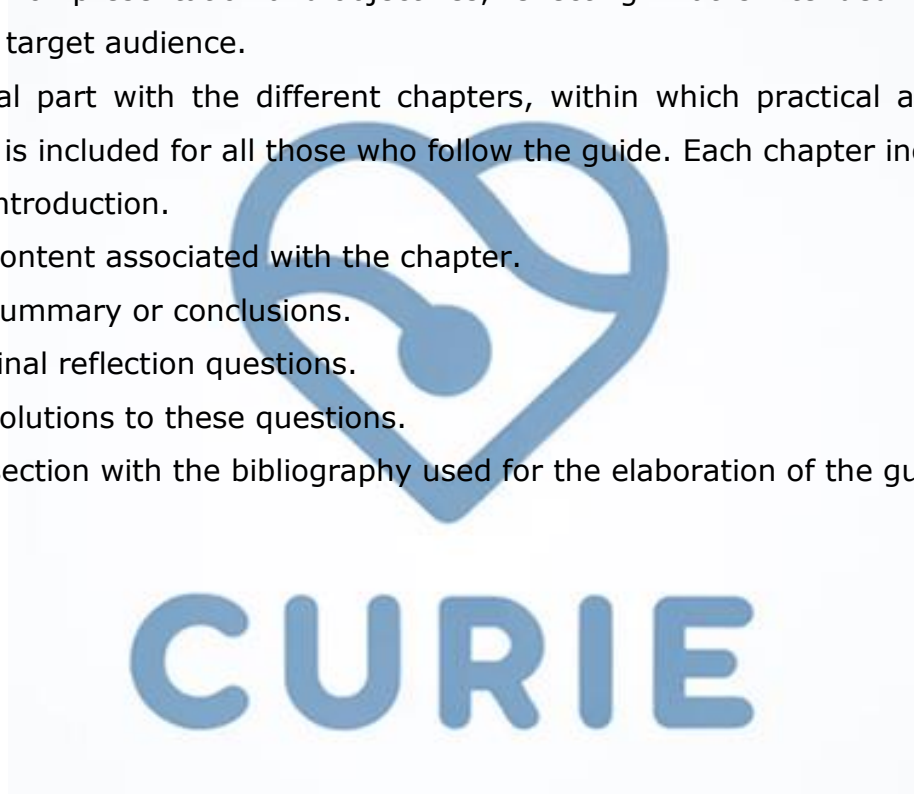 target audience.
al part with the different chapters, within which practical a
is included for all those who follow the guide. Each chapter in
ntroduction.
ontent associated with the chapter.
ummary or conclusions.
inal reflection questions.
olutions to these questions.
section with the bibliography used for the elaboration of the gu
CURIE